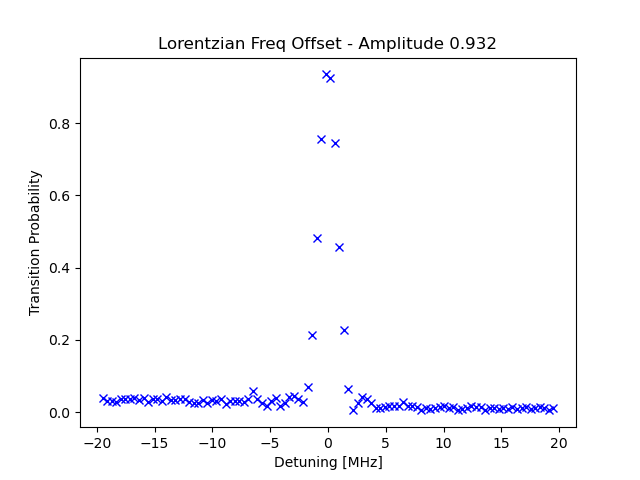 Lorentzian Freq Offset - Amplitude 0.932
Transition Probability
0.8
0.6
0.4
0.2
0.0
−20 −15 −10 −5 0 5 10 15 20
Detuning [MHz]